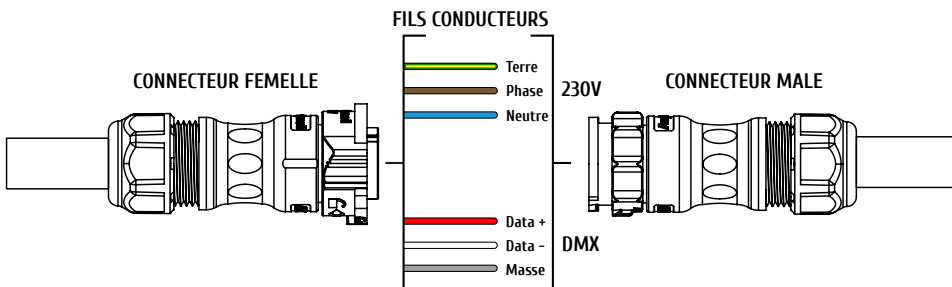 FILS CONDUCTEURS
CONNECTEUR FEMELLE
CONNECTEUR MALE
Terre
Phase
230V
Neutre
Data +
Data -
DMX
Masse